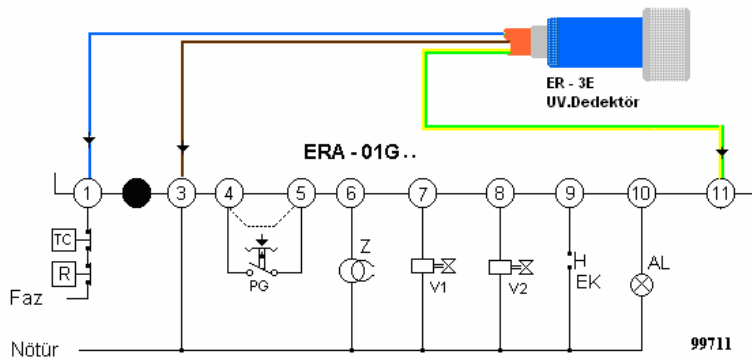 ER - 3E
UV.Dedektör
ERA - 01G ..
1 3 4 5 6 7 8 9 10 11
TC
R
Faz
PG
Z
V1
V2
H
EK
AL
Nötür
99711